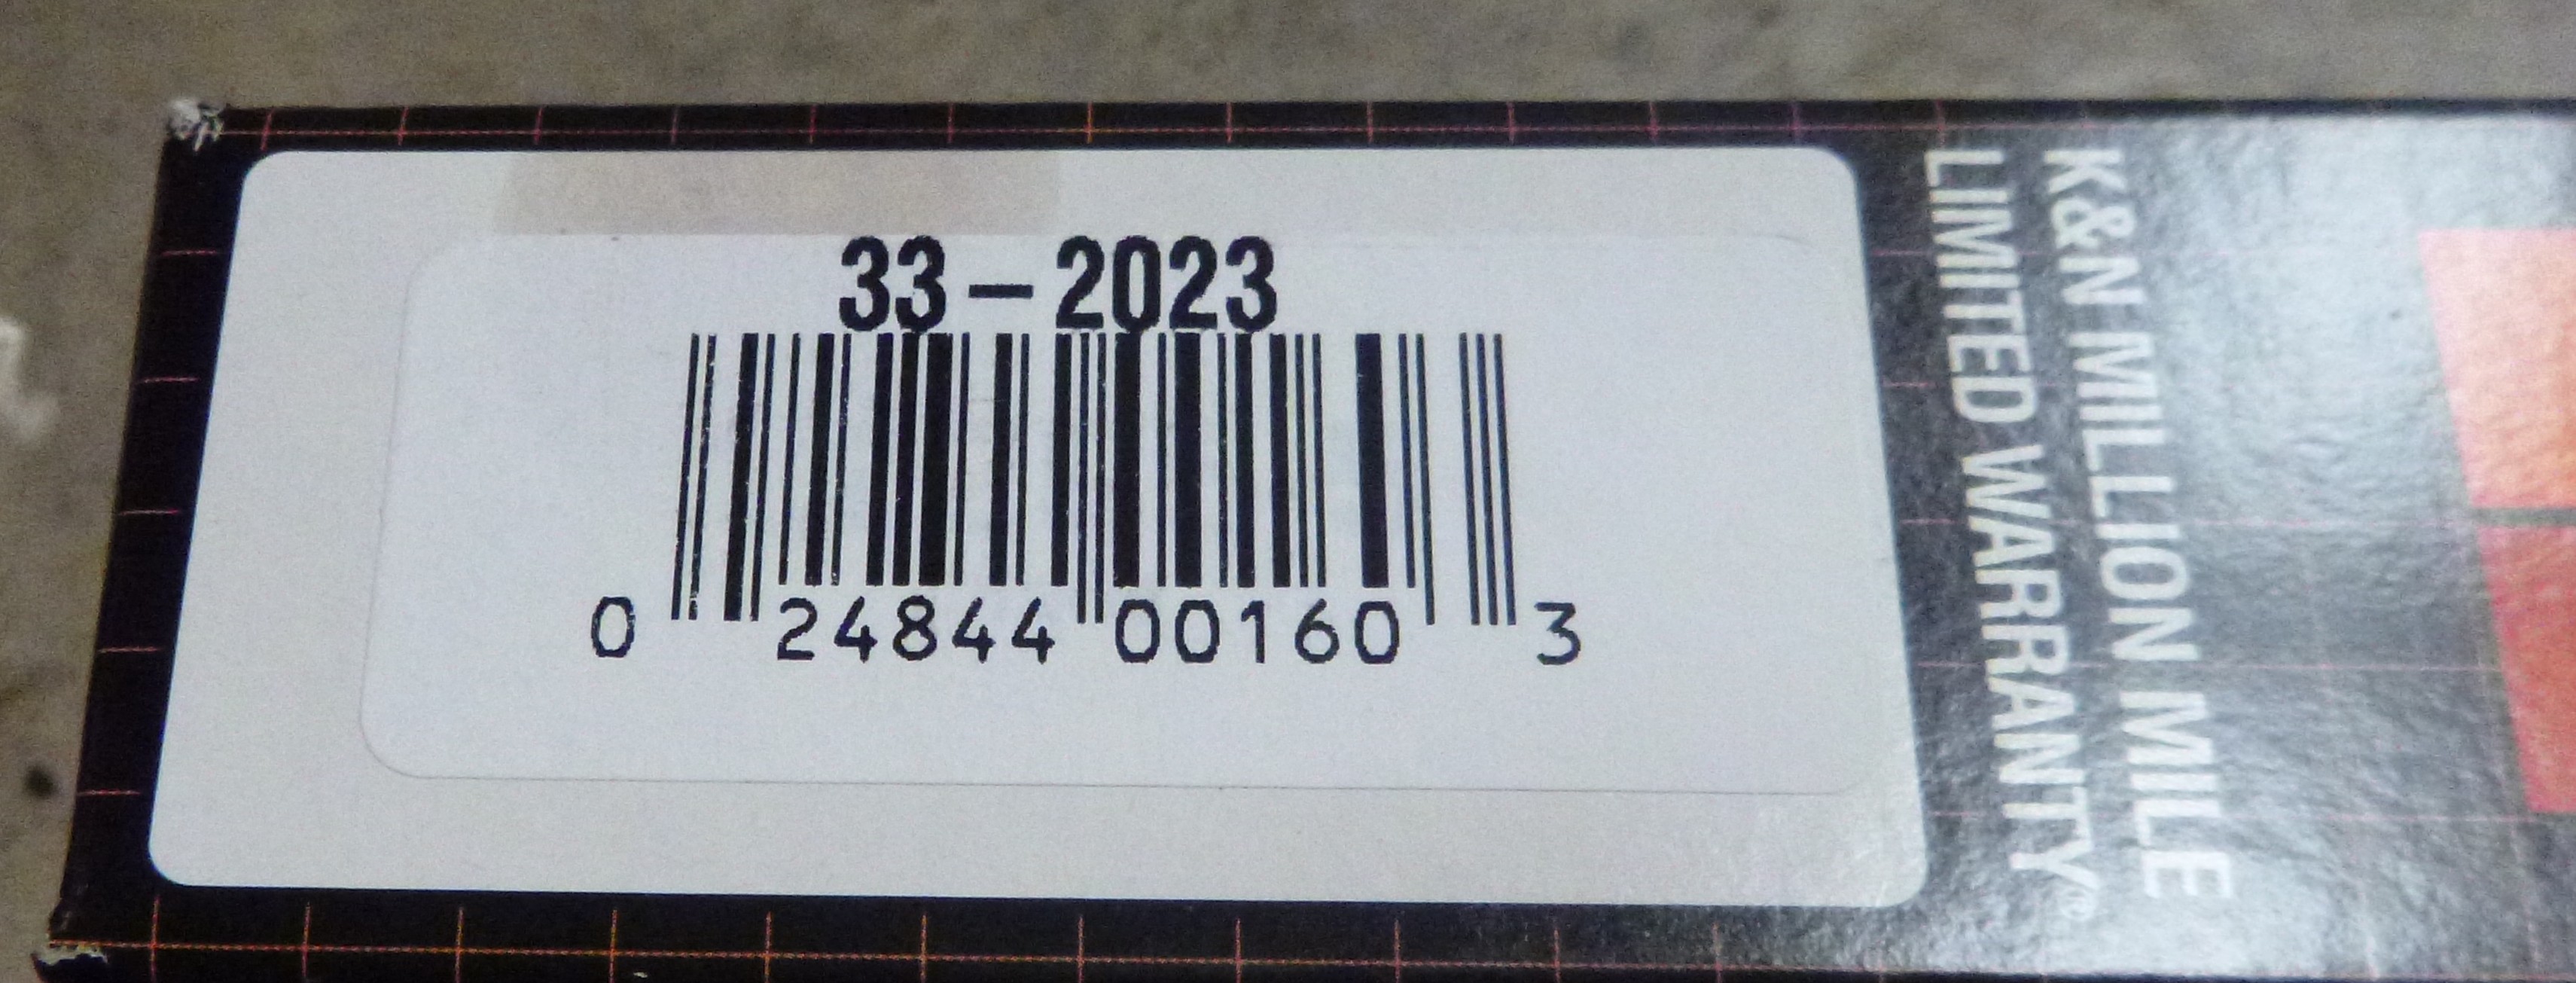 33-2023
0 24844 00160 3
K&N MILLION MILE
LIMITED WARRANTY®